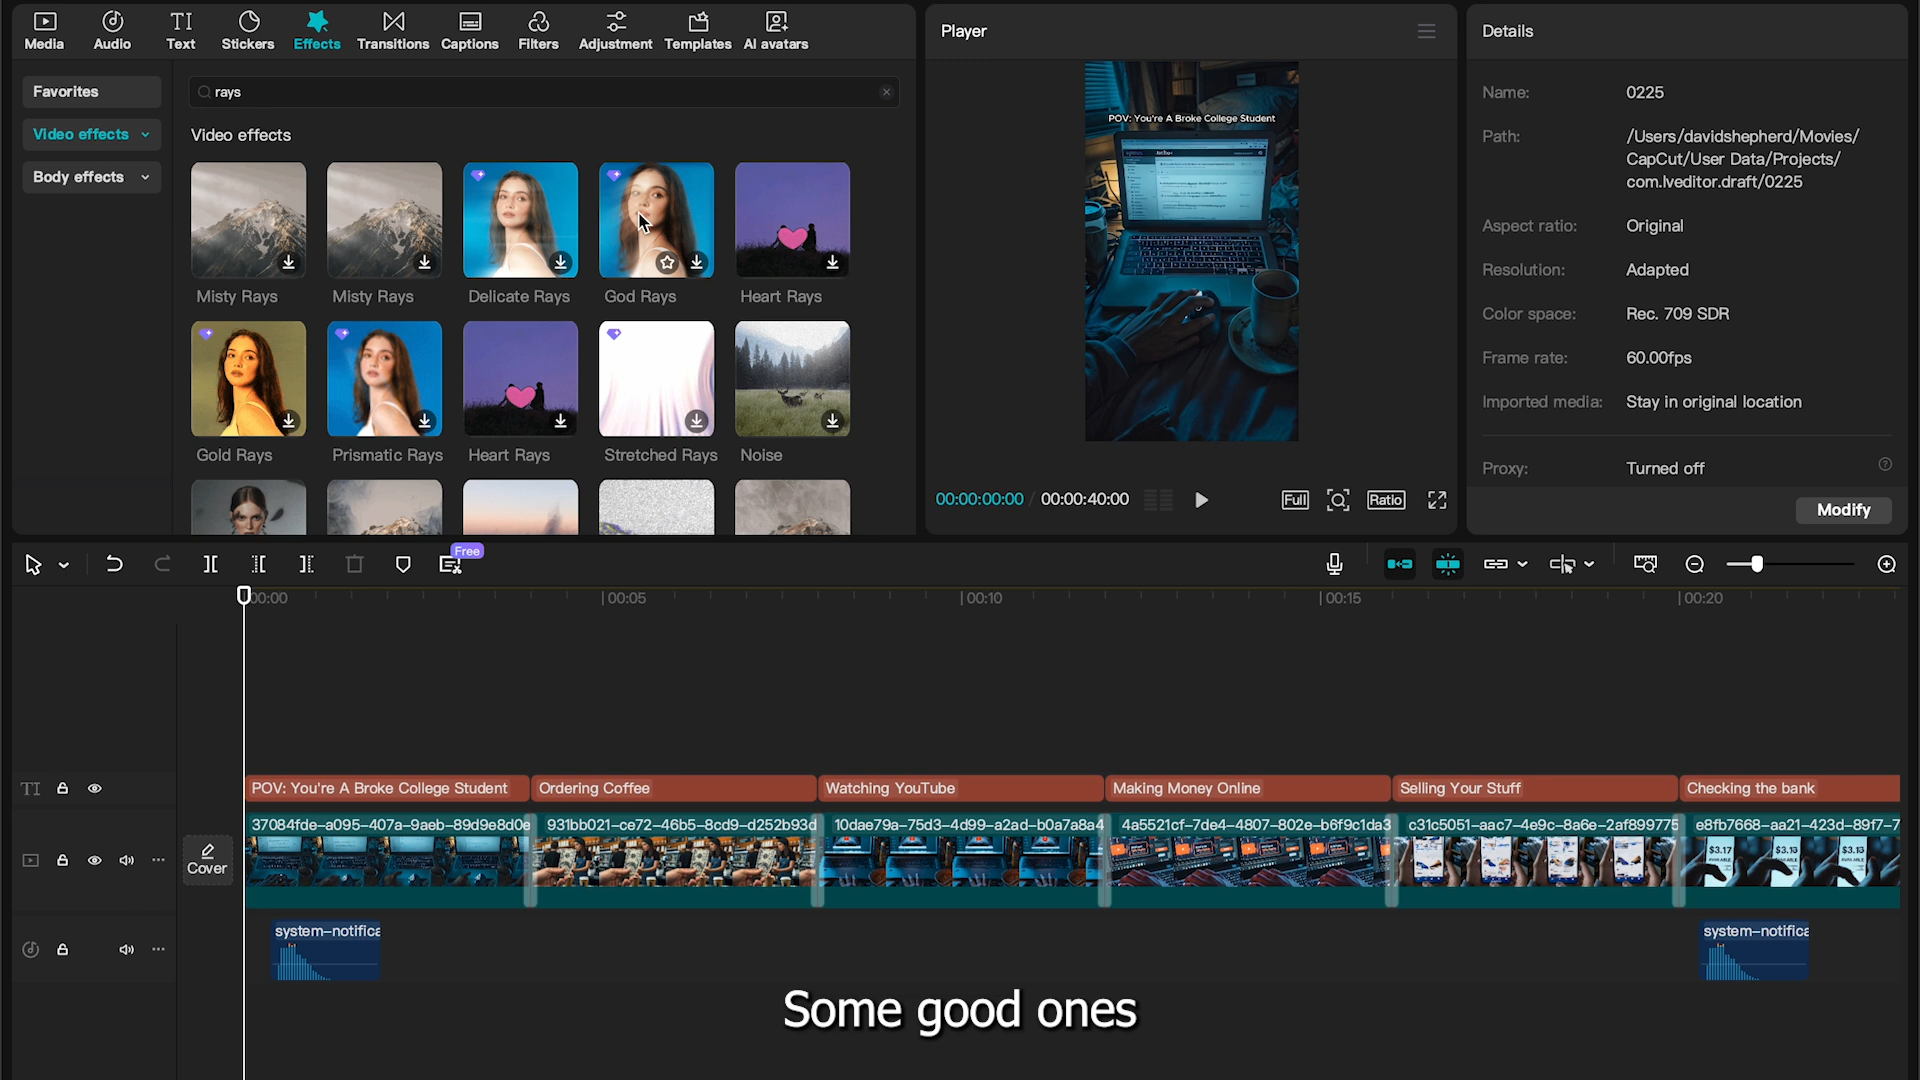 Media Audio Text Stickers Effects Transitions Captions Filters Adjustment Templates AI avatars
Favorites
Video effects
Body effects
rays
Video effects
Misty Rays Misty Rays Delicate Rays God Rays Heart Rays
Gold Rays Prismatic Rays Heart Rays Stretched Rays Noise
Player
POV: You're A Broke College Student
00:00:00:00 / 00:00:40:00
Full
Ratio
Details
Name: 0225
Path: /Users/davidshepherd/Movies/
CapCut/User Data/Projects/
com.lveditor.draft/0225
Aspect ratio: Original
Resolution: Adapted
Color space: Rec. 709 SDR
Frame rate: 60.00fps
Imported media: Stay in original location
Proxy: Turned off
Modify
Free
00:00 00:05 00:10 00:15 00:20
TI POV: You're A Broke College Student Ordering Coffee Watching YouTube Making Money Online Selling Your Stuff Checking the bank
37084fde-a095-407a-9aeb-89d9e8d0e 931bb021-ce72-46b5-8cd9-d252b93d 10dae79a-75d3-4d99-a2ad-b0a7a8a4 4a5521cf-7de4-4807-802e-b6f9c1da3 c31c5051-aac7-4e9c-8a6e-2af899775 e8fb7668-aa21-423d-89f7-7
Cover
$3.17 $3.13 $3.13
system-notifica system-notifica
Some good ones